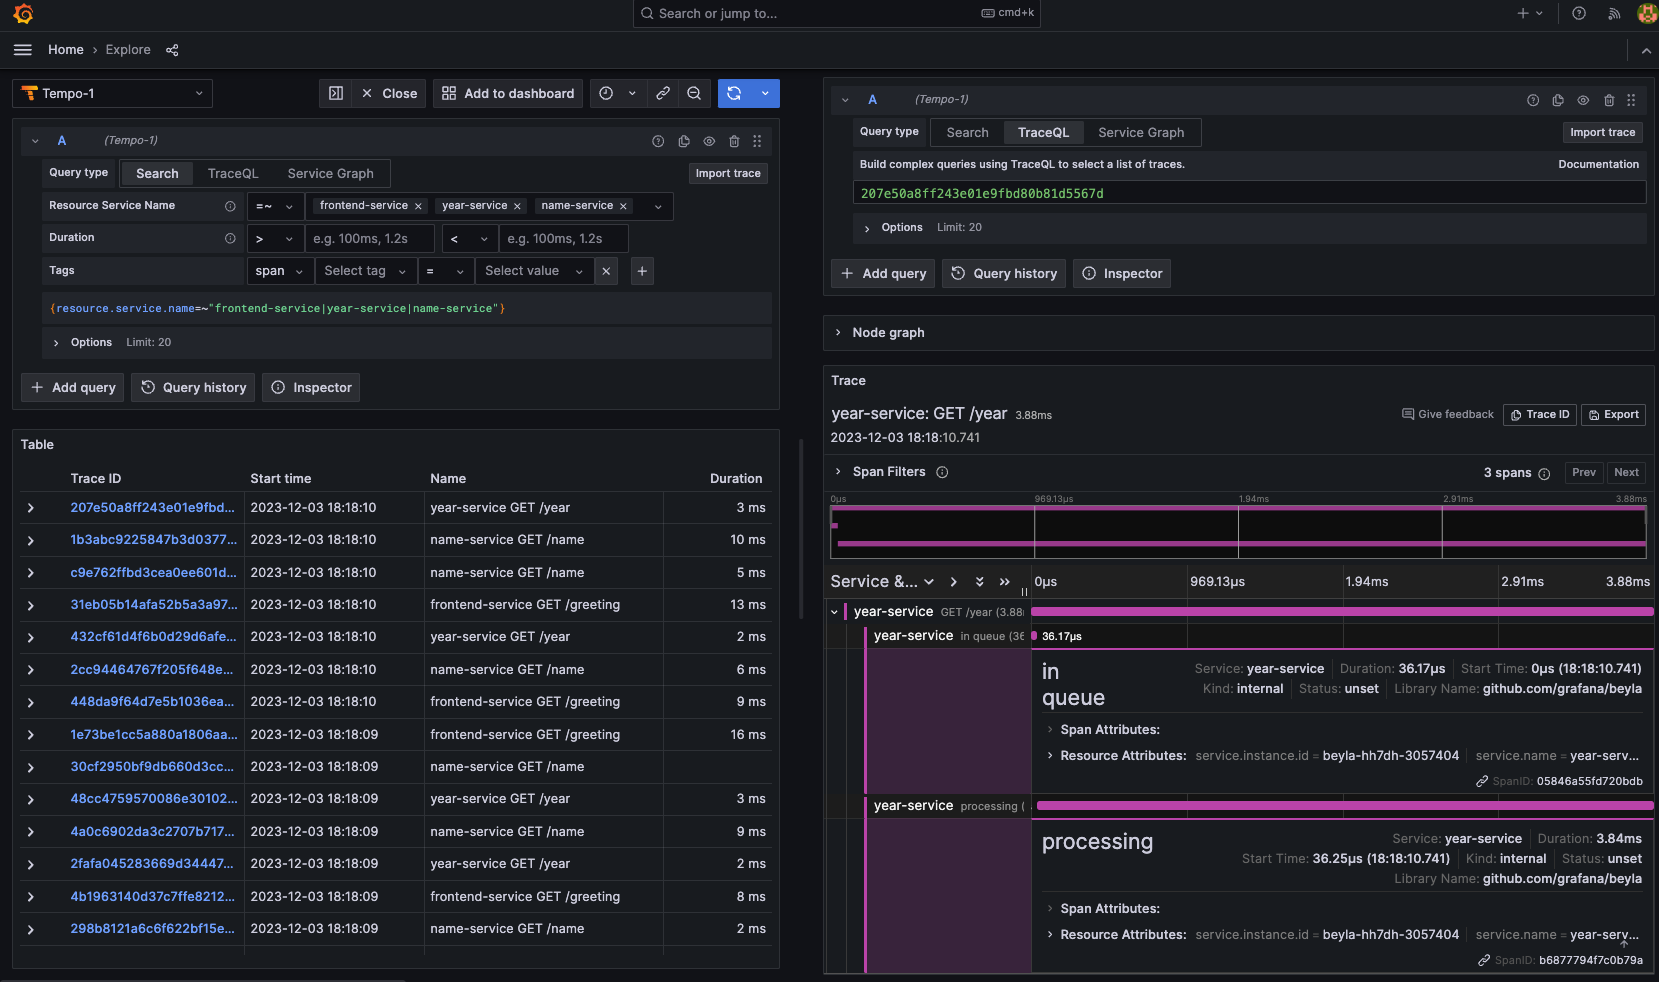 Search or jump to...
cmd+k
Home
Explore
Tempo-1
Close
Add to dashboard
A
(Tempo-1)
Query type
Search
TraceQL
Service Graph
Import trace
Resource Service Name
=~
frontend-service
year-service
name-service
Duration
>
e.g. 100ms, 1.2s
<
e.g. 100ms, 1.2s
Tags
span
Select tag
=
Select value
{resource.service.name=~"frontend-service|year-service|name-service"}
Options
Limit: 20
Add query
Query history
Inspector
Table
Trace ID Start time Name Duration
207e50a8ff243e01e9fbd... 2023-12-03 18:18:10 year-service GET /year 3 ms
1b3abc9225847b3d0377... 2023-12-03 18:18:10 name-service GET /name 10 ms
c9e762ffbd3cea0ee601d... 2023-12-03 18:18:10 name-service GET /name 5 ms
31eb05b14afa52b5a3a97... 2023-12-03 18:18:10 frontend-service GET /greeting 13 ms
432cf61d4f6b0d29d6afe... 2023-12-03 18:18:10 year-service GET /year 2 ms
2cc94464767f205f648e... 2023-12-03 18:18:10 name-service GET /name 6 ms
448da9f64d7e5b1036ea... 2023-12-03 18:18:10 frontend-service GET /greeting 9 ms
1e73be1cc5a880a1806aa... 2023-12-03 18:18:09 frontend-service GET /greeting 16 ms
30cf2950bf9db660d3cc... 2023-12-03 18:18:09 name-service GET /name
48cc4759570086e30102... 2023-12-03 18:18:09 year-service GET /year 3 ms
4a0c6902da3c2707b717... 2023-12-03 18:18:09 name-service GET /name 9 ms
2fafa045283669d34447... 2023-12-03 18:18:09 year-service GET /year 2 ms
4b1963140d37c7ffe8212... 2023-12-03 18:18:09 frontend-service GET /greeting 8 ms
298b8121a6c6f622bf15e... 2023-12-03 18:18:09 name-service GET /name 2 ms
A
(Tempo-1)
Query type
Search
TraceQL
Service Graph
Import trace
Build complex queries using TraceQL to select a list of traces.
Documentation
207e50a8ff243e01e9fbd80b81d5567d
Options
Limit: 20
Add query
Query history
Inspector
Node graph
Trace
year-service: GET /year 3.88ms
Give feedback
Trace ID
Export
2023-12-03 18:18:10.741
Span Filters
3 spans
Prev
Next
0µs 969.13µs 1.94ms 2.91ms 3.88ms
Service &... 0µs 969.13µs 1.94ms 2.91ms 3.88ms
year-service GET /year (3.88
year-service in queue (36 36.17µs
in
queue
Service: year-service Duration: 36.17µs Start Time: 0µs (18:18:10.741)
Kind: internal Status: unset Library Name: github.com/grafana/beyla
Span Attributes:
Resource Attributes: service.instance.id = beyla-hh7dh-3057404 service.name = year-serv...
SpanID: 05846a55fd720bdb
year-service processing (
processing
Service: year-service Duration: 3.84ms
Start Time: 36.25µs (18:18:10.741) Kind: internal Status: unset
Library Name: github.com/grafana/beyla
Span Attributes:
Resource Attributes: service.instance.id = beyla-hh7dh-3057404 service.name = year-serv...
SpanID: b6877794f7c0b79a